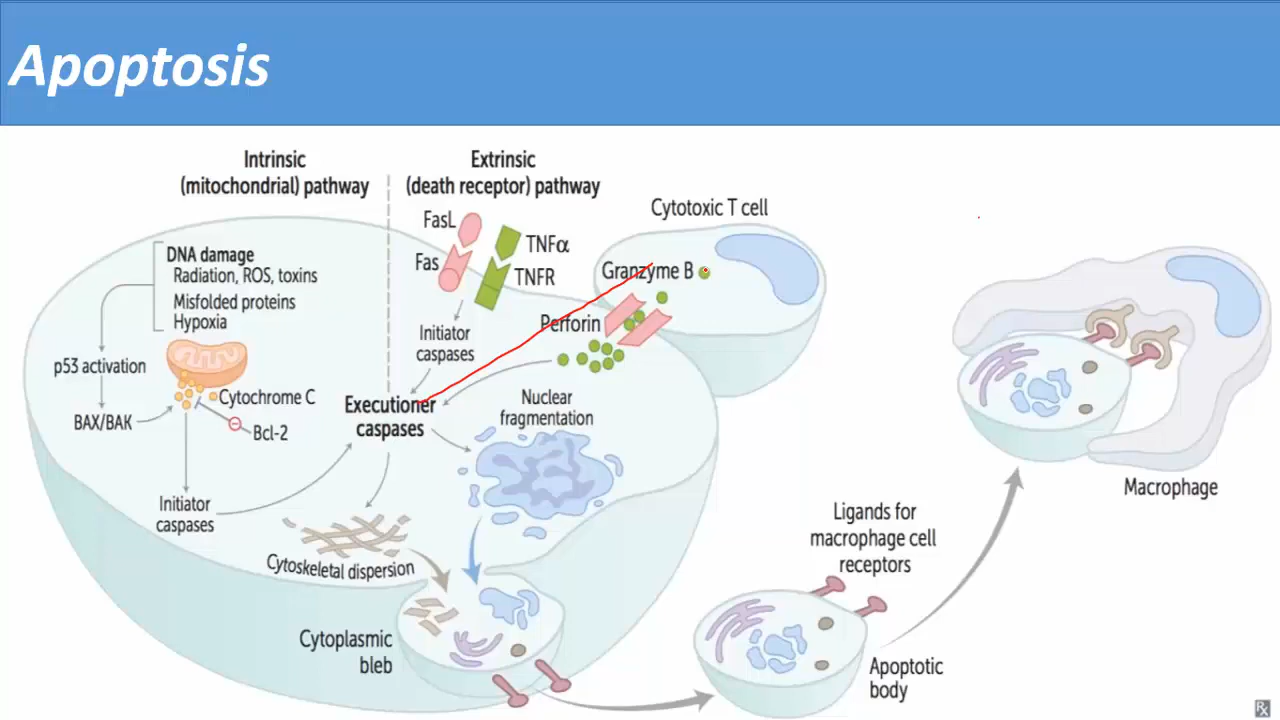 Apoptosis
Intrinsic
(mitochondrial) pathway
Extrinsic
(death receptor) pathway
FasL
TNFα
Fas
TNFR
Cytotoxic T cell
Granzyme B
DNA damage
Radiation, ROS, toxins
Misfolded proteins
Hypoxia
Perforin
Initiator
caspases
p53 activation
Cytochrome C
BAX/BAK
Bcl-2
Executioner
caspases
Nuclear
fragmentation
Initiator
caspases
Cytoskeletal dispersion
Cytoplasmic
bleb
Ligands for
macrophage cell
receptors
Apoptotic
body
Macrophage
Rx